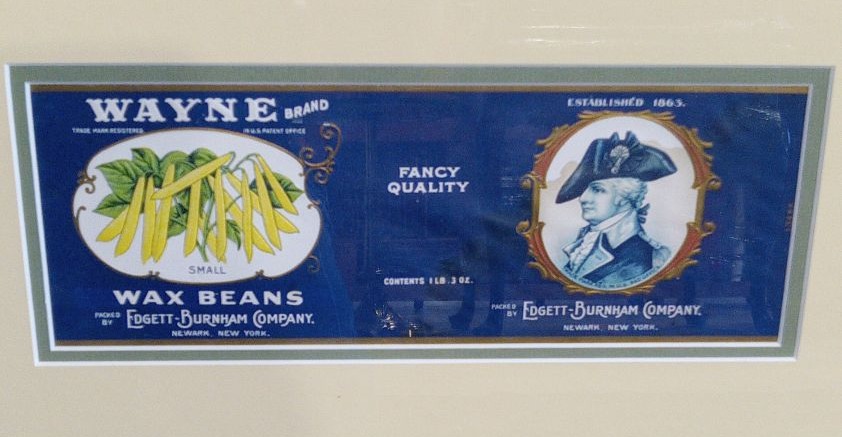 WAYNE BRAND
TRADE MARK REGISTERED IN U.S. PATENT OFFICE
SMALL
WAX BEANS
PACKED BY EDGETT-BURNHAM COMPANY.
NEWARK, NEW YORK.
FANCY
QUALITY
CONTENTS 1 LB. 3 OZ.
ESTABLISHED 1863.
PACKED BY EDGETT-BURNHAM COMPANY.
NEWARK, NEW YORK.